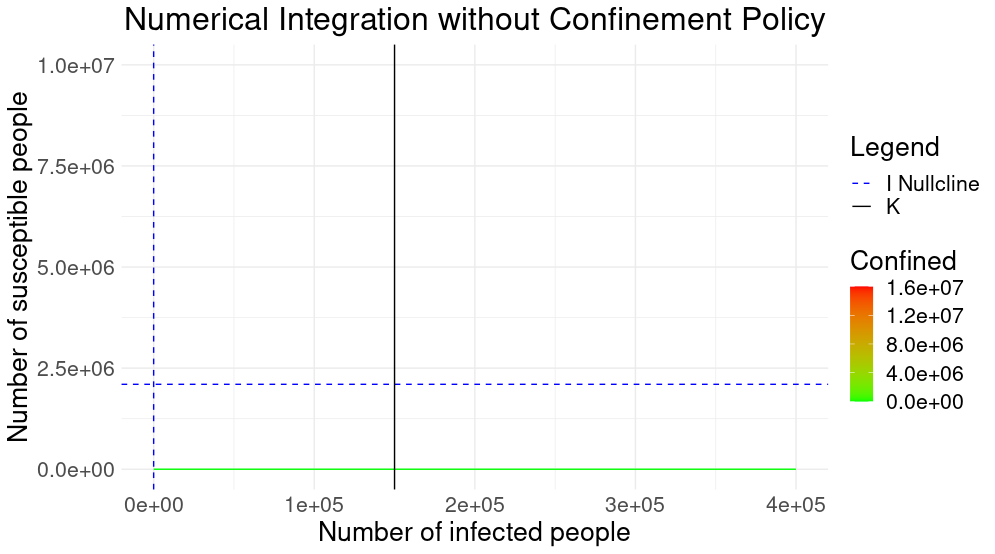 Numerical Integration without Confinement Policy
Number of susceptible people
1.0e+07
7.5e+06
5.0e+06
2.5e+06
0.0e+00
0e+00
1e+05
2e+05
3e+05
4e+05
Number of infected people
Legend
I Nullcline
K
Confined
1.6e+07
1.2e+07
8.0e+06
4.0e+06
0.0e+00